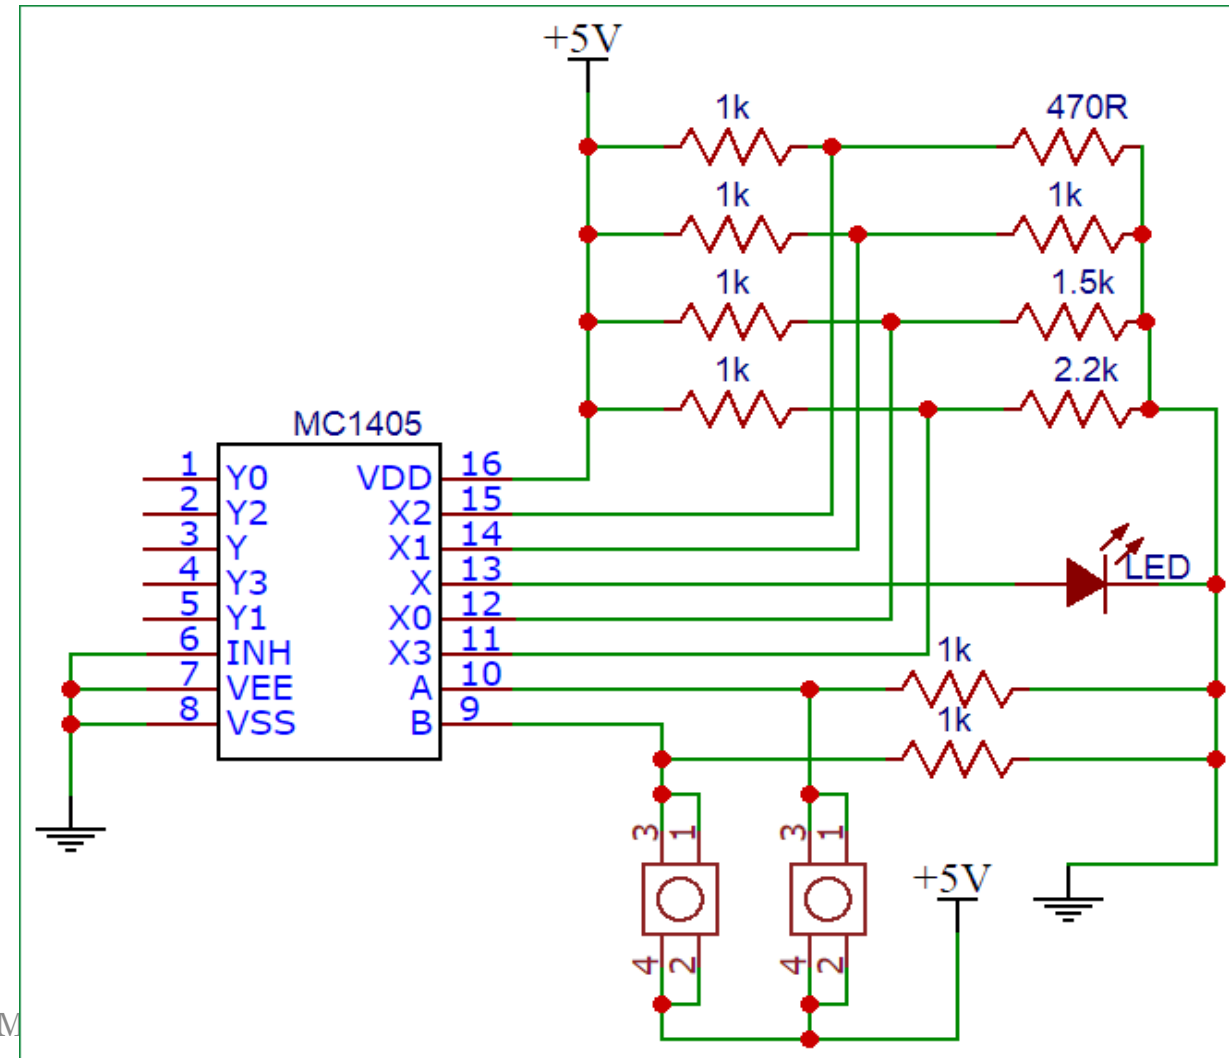 +5V
1k 470R
1k 1k
1k 1.5k
1k 2.2k
MC1405
1 Y0 VDD 16
2 Y2 X2 15
3 Y X1 14
4 Y3 X 13
LED
5 Y1 X0 12
6 INH X3 11
1k
7 VEE A 10
8 VSS B 9
1k
3 1 3 1
+5V
4 2 4 2
M